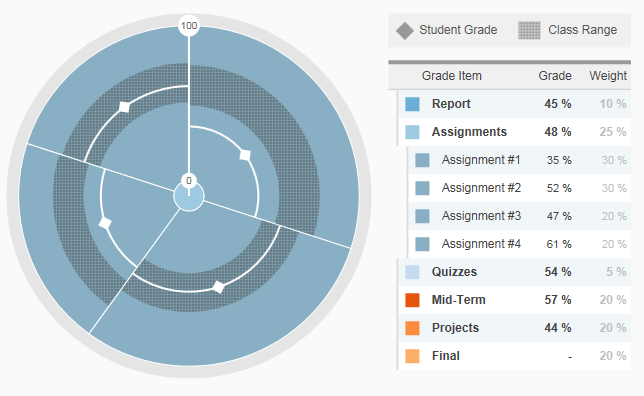 100
0
Student Grade Class Range
Grade Item Grade Weight
Report 45 % 10 %
Assignments 48 % 25 %
Assignment #1 35 % 30 %
Assignment #2 52 % 30 %
Assignment #3 47 % 20 %
Assignment #4 61 % 20 %
Quizzes 54 % 5 %
Mid-Term 57 % 20 %
Projects 44 % 20 %
Final - 20 %